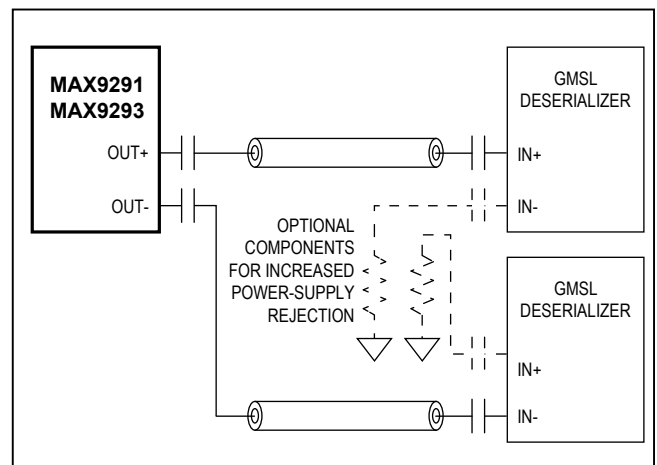 MAX9291
MAX9293
OUT+
OUT-
GMSL
DESERIALIZER
IN+
IN-
OPTIONAL
COMPONENTS
FOR INCREASED
POWER-SUPPLY
REJECTION
GMSL
DESERIALIZER
IN+
IN-